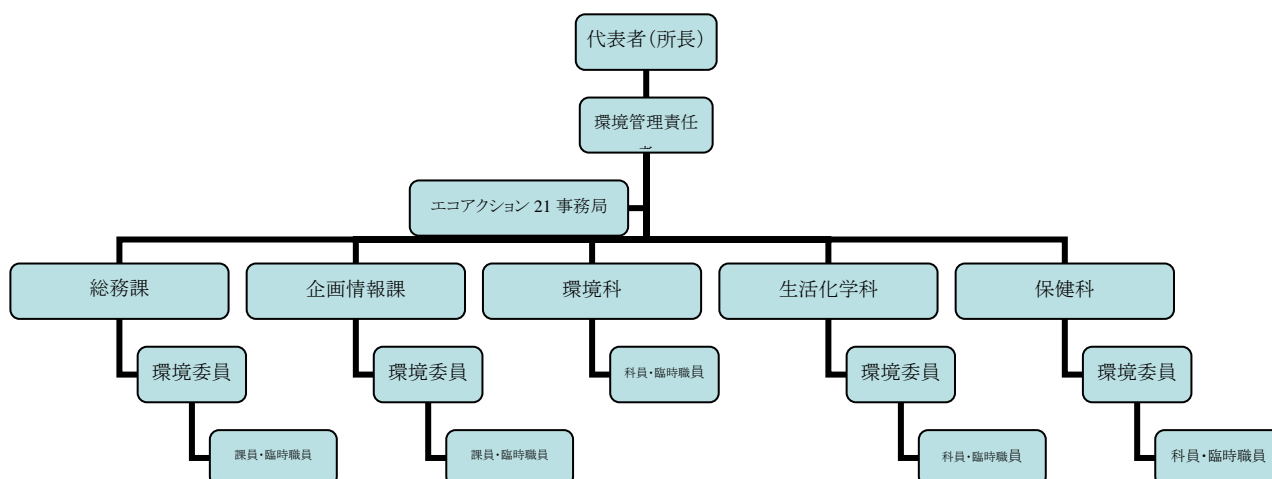 代表者(所長)
環境管理責任
エコアクション 21 事務局
総務課
企画情報課
環境科
生活化学科
保健科
環境委員
環境委員
科員・臨時職員
環境委員
環境委員
課員・臨時職員
課員・臨時職員
科員・臨時職員
科員・臨時職員